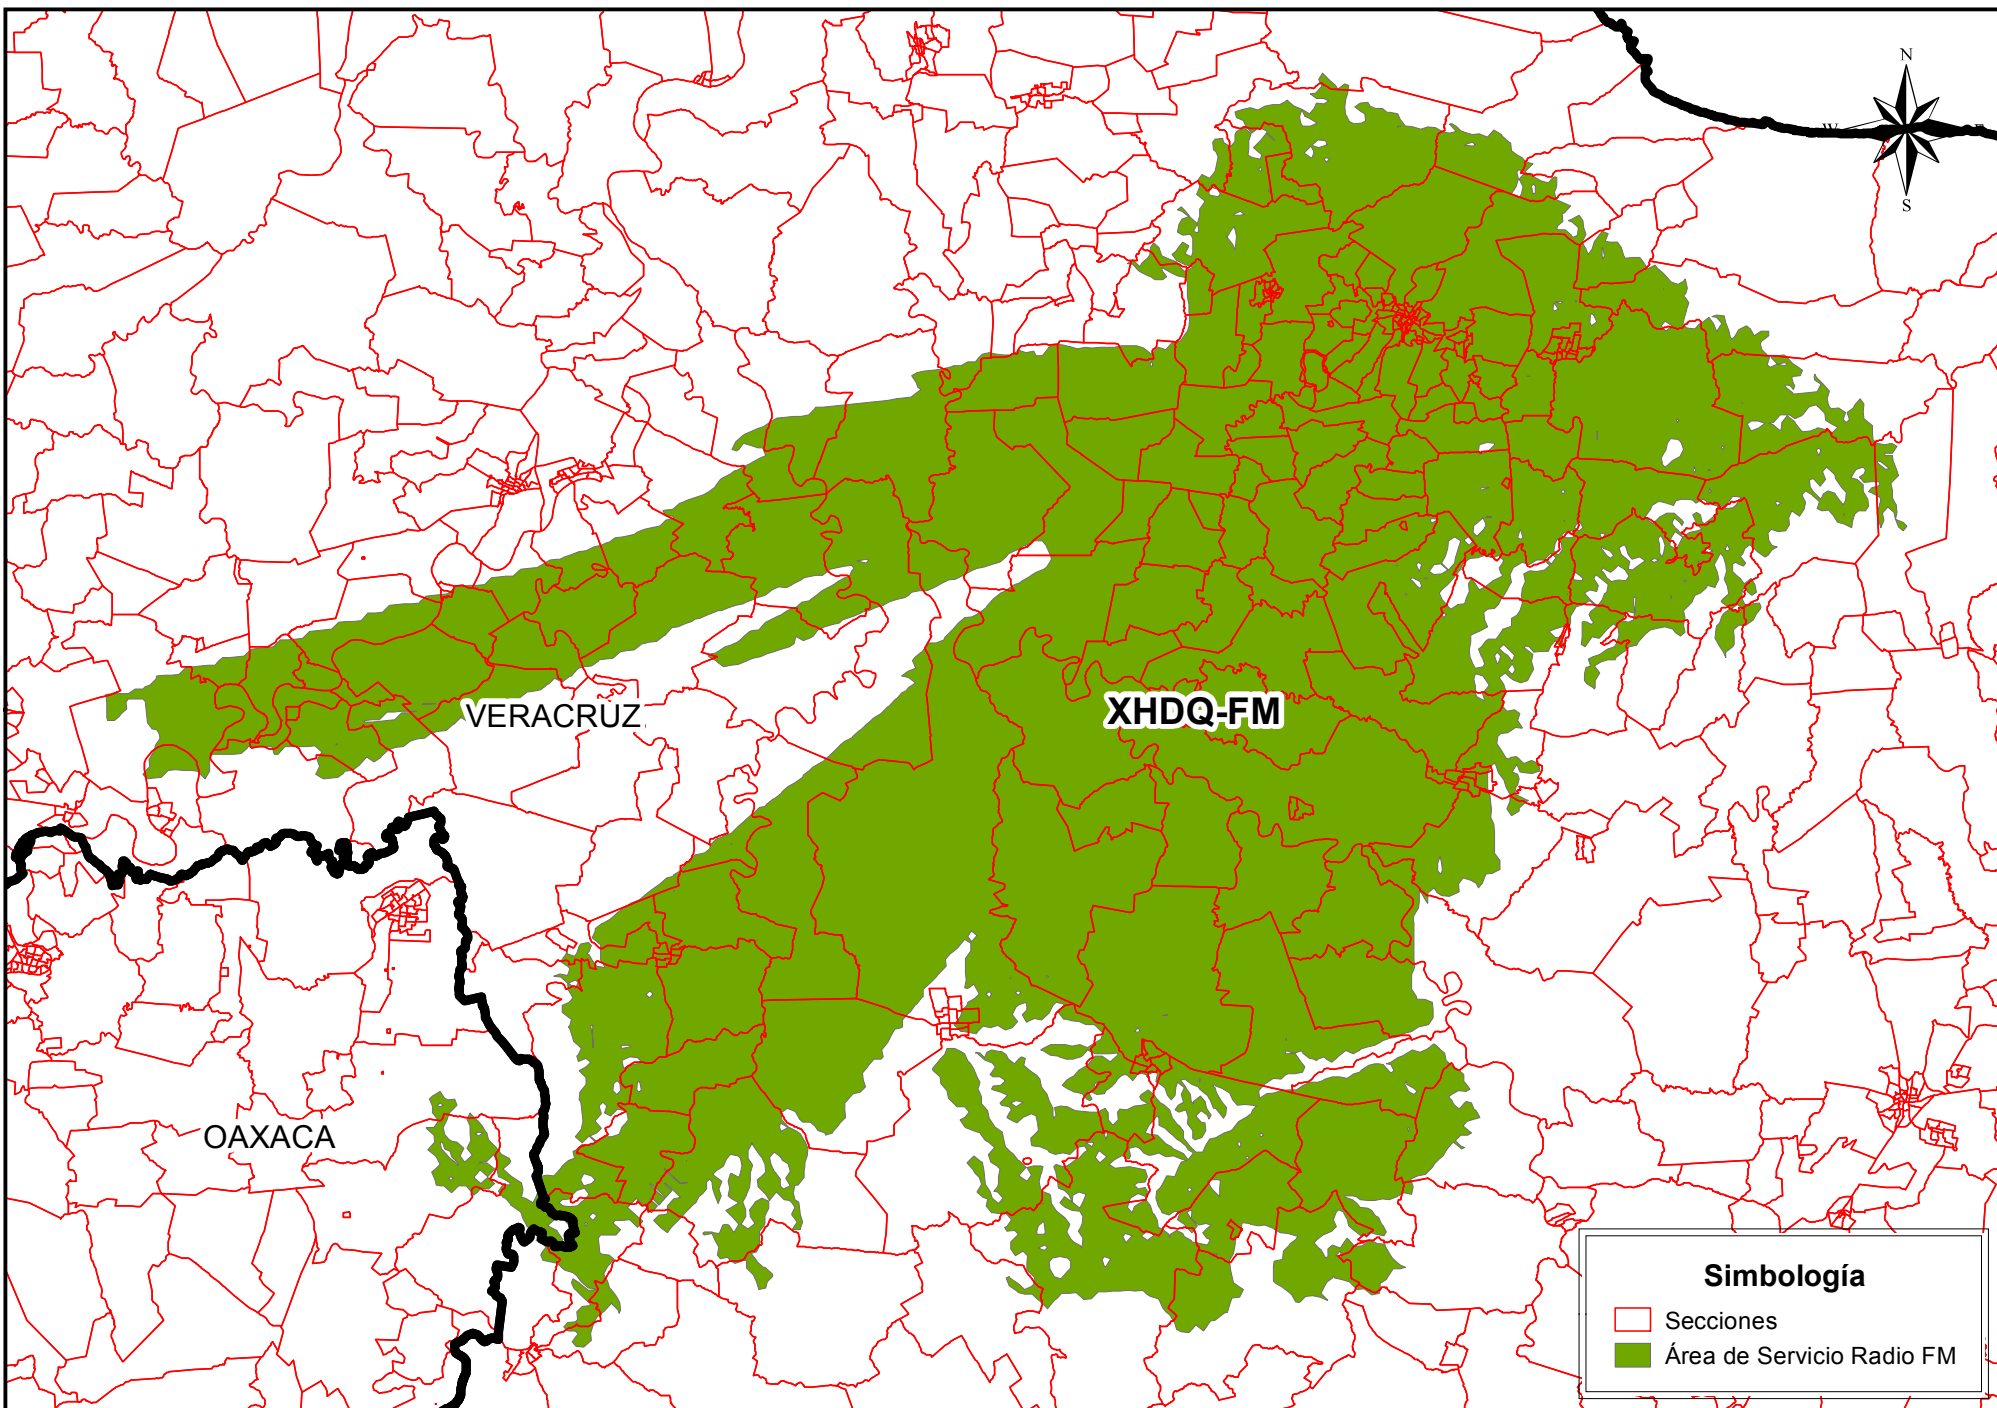 N
W
E
S
VERACRUZ
XHDQ-FM
OAXACA
Simbología
Secciones
Área de Servicio Radio FM